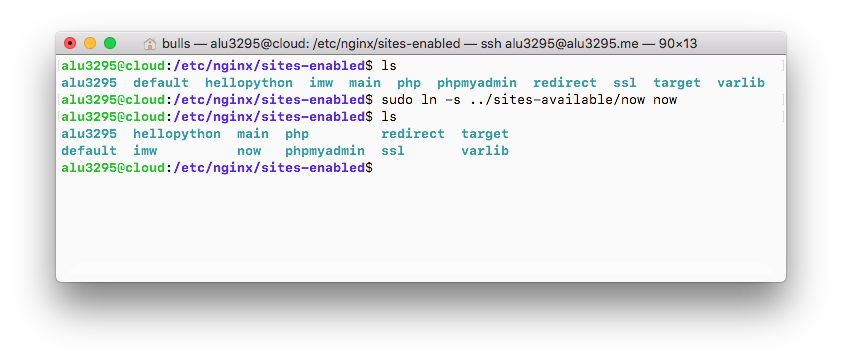 bulls — alu3295@cloud: /etc/nginx/sites-enabled — ssh alu3295@alu3295.me — 90×13
alu3295@cloud:/etc/nginx/sites-enabled$ ls
alu3295  default  hellopython  imw  main  php  phpmyadmin  redirect  ssl  target  varlib
alu3295@cloud:/etc/nginx/sites-enabled$ sudo ln -s ../sites-available/now now
alu3295@cloud:/etc/nginx/sites-enabled$ ls
alu3295  hellopython  main  php         redirect  target
default  imw          now   phpmyadmin  ssl       varlib
alu3295@cloud:/etc/nginx/sites-enabled$